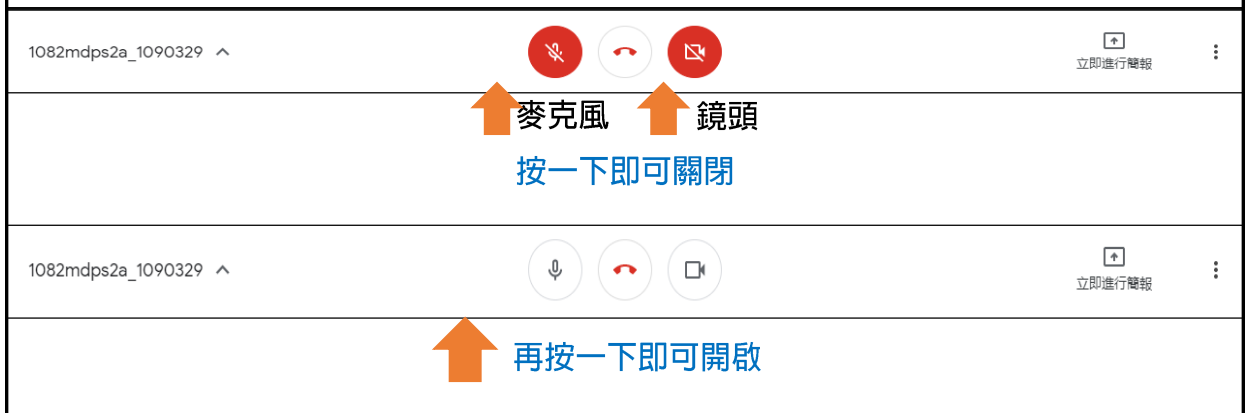 1082mdps2a_1090329
立即進行簡報
麥克風
鏡頭
按一下即可關閉
1082mdps2a_1090329
立即進行簡報
再按一下即可開啟